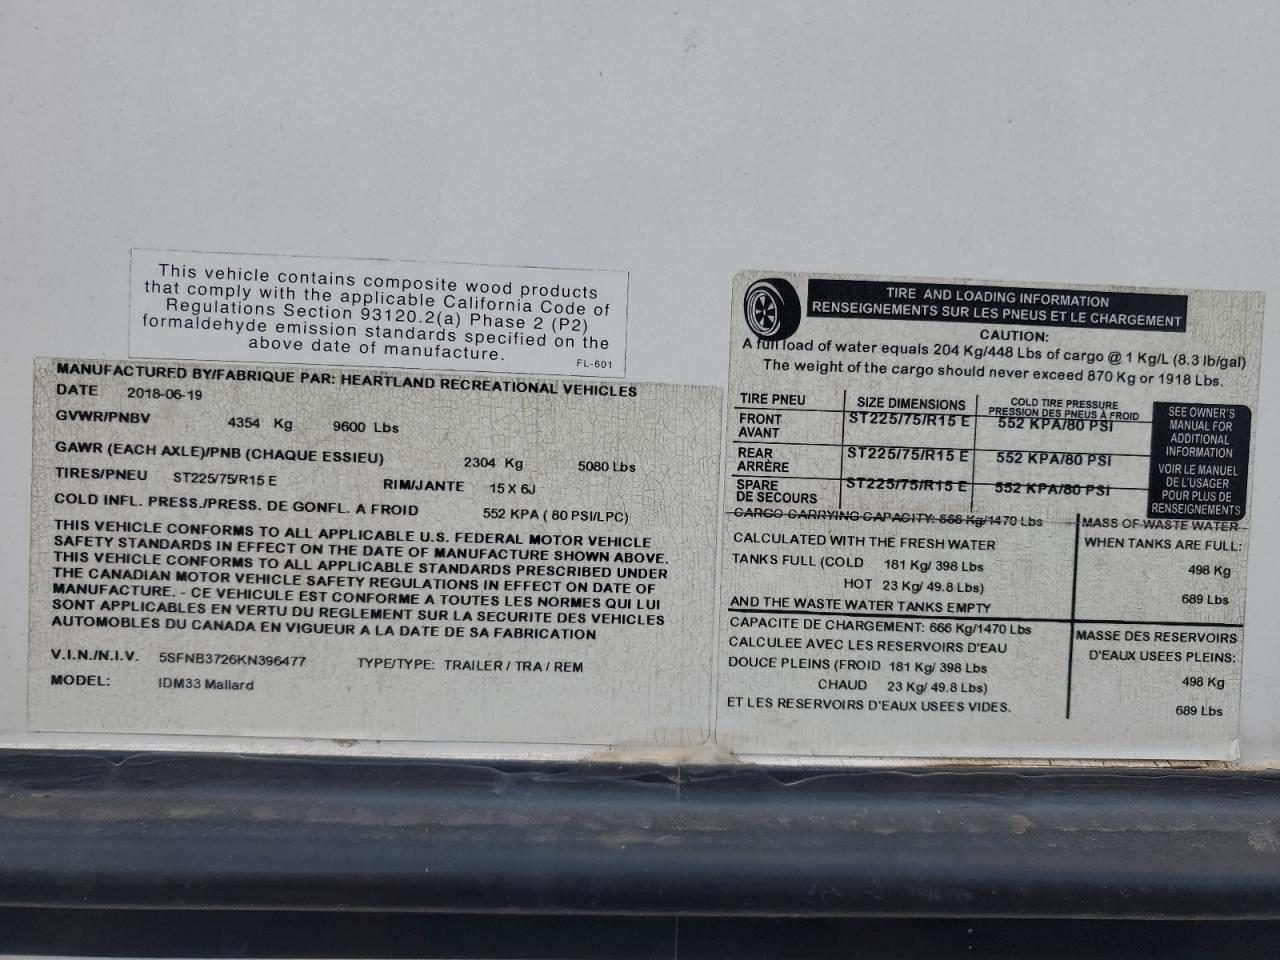 This vehicle contains composite wood products
that comply with the applicable California Code of
Regulations Section 93120.2(a) Phase 2 (P2)
formaldehyde emission standards specified on the
above date of manufacture.
FL-601
MANUFACTURED BY/FABRIQUE PAR: HEARTLAND RECREATIONAL VEHICLES
DATE 2018-06-19
GVWR/PNBV 4354 Kg 9600 Lbs
GAWR (EACH AXLE)/PNB (CHAQUE ESSIEU) 2304 Kg 5080 Lbs
TIRES/PNEU ST225/75/R15 E RIM/JANTE 15 X 6J
COLD INFL. PRESS./PRESS. DE GONFL. A FROID 552 KPA ( 80 PSI/LPC)
THIS VEHICLE CONFORMS TO ALL APPLICABLE U.S. FEDERAL MOTOR VEHICLE
SAFETY STANDARDS IN EFFECT ON THE DATE OF MANUFACTURE SHOWN ABOVE.
THIS VEHICLE CONFORMS TO ALL APPLICABLE STANDARDS PRESCRIBED UNDER
THE CANADIAN MOTOR VEHICLE SAFETY REGULATIONS IN EFFECT ON DATE OF
MANUFACTURE. - CE VEHICULE EST CONFORME A TOUTES LES NORMES QUI LUI
SONT APPLICABLES EN VERTU DU REGLEMENT SUR LA SECURITE DES VEHICLES
AUTOMOBLES DU CANADA EN VIGUEUR A LA DATE DE SA FABRICATION
V.I.N./N.I.V. 5SFNB3726KN396477 TYPE/TYPE: TRAILER / TRA / REM
MODEL: IDM33 Mallard
TIRE AND LOADING INFORMATION
RENSEIGNEMENTS SUR LES PNEUS ET LE CHARGEMENT
CAUTION:
A full load of water equals 204 Kg/448 Lbs of cargo @ 1 Kg/L (8.3 lb/gal)
The weight of the cargo should never exceed 870 Kg or 1918 Lbs.
TIRE PNEU SIZE DIMENSIONS COLD TIRE PRESSURE
PRESSION DES PNEUS À FROID
FRONT ST225/75/R15 E 552 KPA/80 PSI
AVANT
REAR ST225/75/R15 E 552 KPA/80 PSI
ARRÈRE
SPARE ST225/75/R15 E 552 KPA/80 PSI
DE SECOURS
SEE OWNER'S
MANUAL FOR
ADDITIONAL
INFORMATION
VOIR LE MANUEL
DE L'USAGER
POUR PLUS DE
RENSEIGNEMENTS
CARGO CARRYING CAPACITY: 666 Kg/1470 Lbs
CALCULATED WITH THE FRESH WATER
TANKS FULL (COLD 181 Kg/ 398 Lbs
HOT 23 Kg/ 49.8 Lbs)
AND THE WASTE WATER TANKS EMPTY
MASS OF WASTE WATER
WHEN TANKS ARE FULL:
498 Kg
689 Lbs
CAPACITE DE CHARGEMENT: 666 Kg/1470 Lbs
CALCULEE AVEC LES RESERVOIRS D'EAU
DOUCE PLEINS (FROID 181 Kg/ 398 Lbs
CHAUD 23 Kg/ 49.8 Lbs)
ET LES RESERVOIRS D'EAUX USEES VIDES.
MASSE DES RESERVOIRS
D'EAUX USEES PLEINS:
498 Kg
689 Lbs